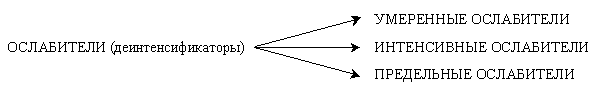 УМЕРЕННЫЕ ОСЛАБИТЕЛИ
ОСЛАБИТЕЛИ (деинтенсификаторы)
ИНТЕНСИВНЫЕ ОСЛАБИТЕЛИ
ПРЕДЕЛЬНЫЕ ОСЛАБИТЕЛИ